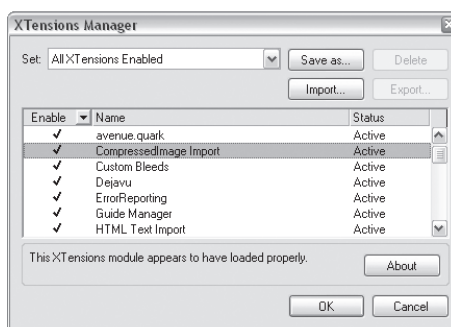 XTensions Manager
Set: All XTensions Enabled Save as... Delete
Import... Export...
Enable Name Status
avenue.quark Active
CompressedImage Import Active
Custom Bleeds Active
Dejavu Active
ErrorReporting Active
Guide Manager Active
HTML Text Import Active
This XTensions module appears to have loaded properly.
About
OK Cancel